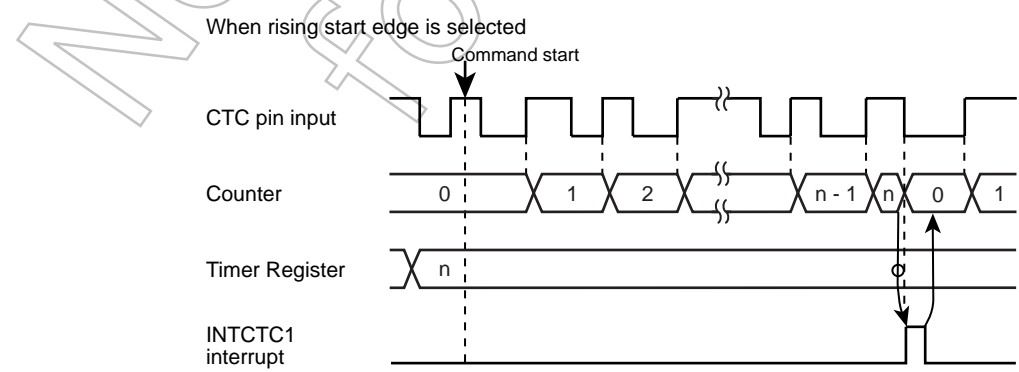 When rising start edge is selected
Command start
CTC pin input
Counter
0 1 2 n - 1 n 0 1
Timer Register
n
INTCTC1
interrupt